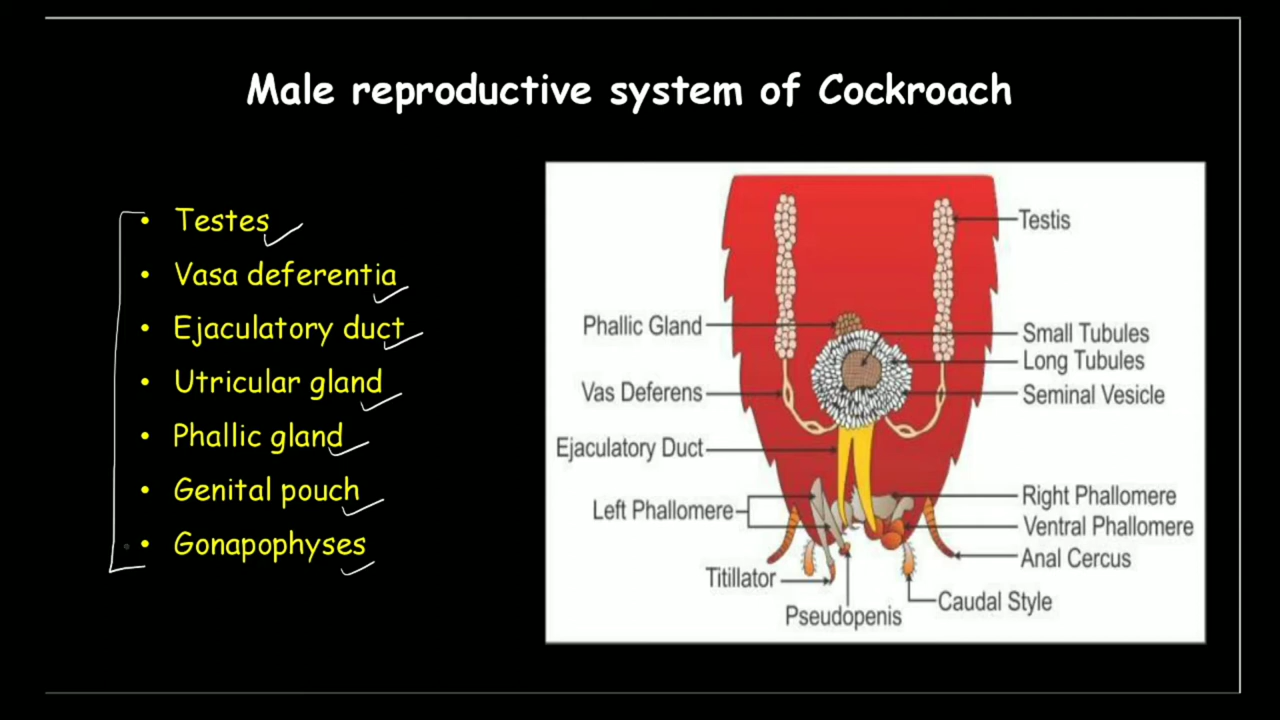 Male reproductive system of Cockroach
• Testes
• Vasa deferentia
• Ejaculatory duct
• Utricular gland
• Phallic gland
• Genital pouch
• Gonapophyses
Testis
Phallic Gland
Small Tubules
Long Tubules
Vas Deferens
Seminal Vesicle
Ejaculatory Duct
Right Phallomere
Left Phallomere
Ventral Phallomere
Anal Cercus
Titillator
Caudal Style
Pseudopenis